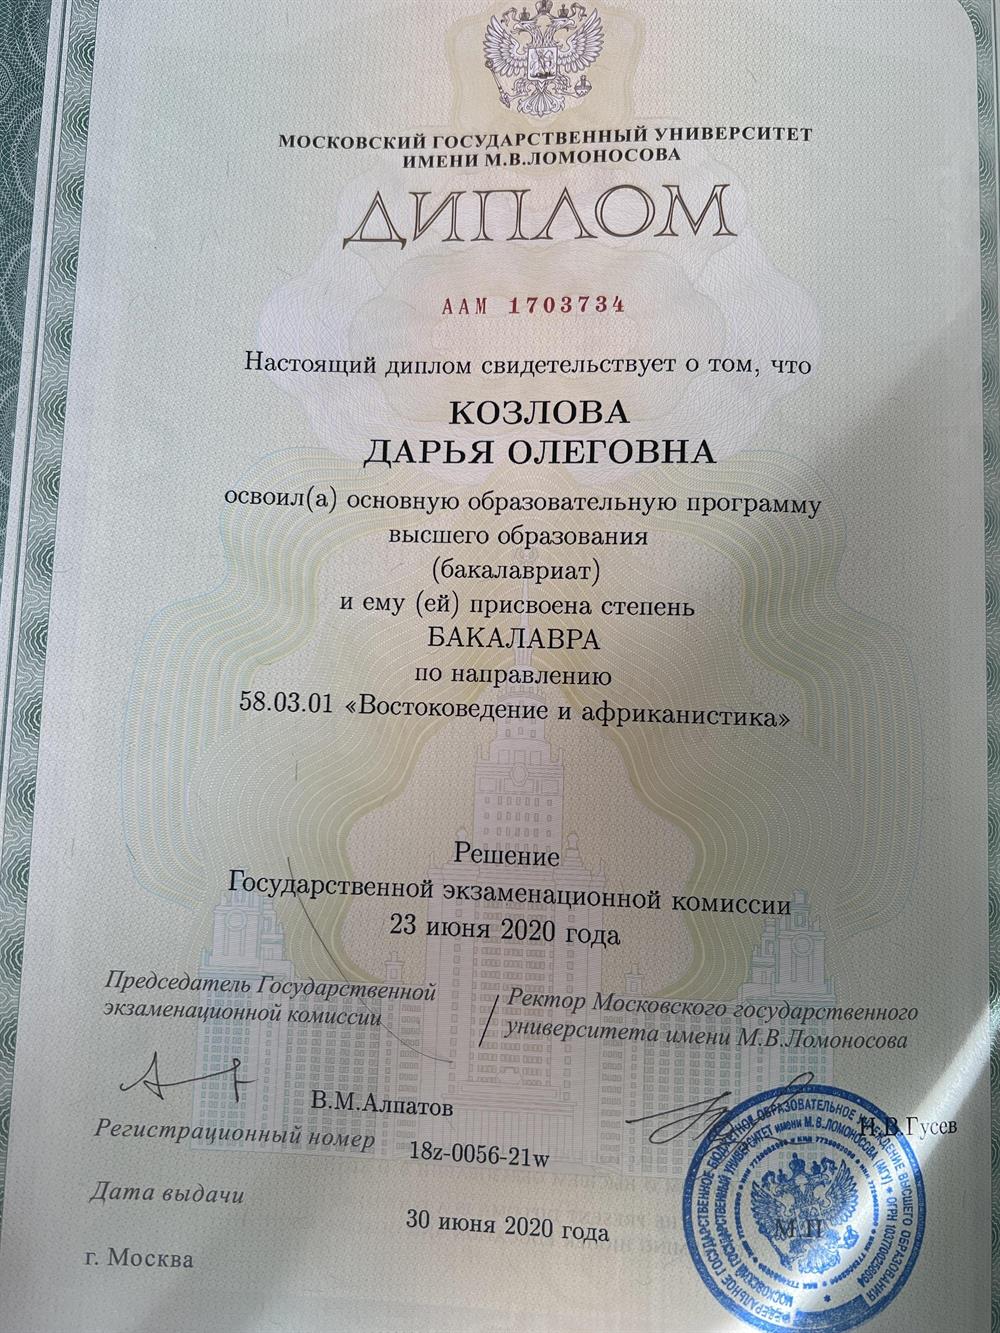 МОСКОВСКИЙ ГОСУДАРСТВЕННЫЙ УНИВЕРСИТЕТ
ИМЕНИ М.В.ЛОМОНОСОВА
ДИПЛОМ
ААМ 1703734
Настоящий диплом свидетельствует о том, что
КОЗЛОВА
ДАРЬЯ ОЛЕГОВНА
освоил(а) основную образовательную программу
высшего образования
(бакалавриат)
и ему (ей) присвоена степень
БАКАЛАВРА
по направлению
58.03.01 «Востоковедение и африканистика»
Решение
Государственной экзаменационной комиссии
23 июня 2020 года
Председатель Государственной
экзаменационной комиссии
В.М.Алпатов
Ректор Московского государственного
университета имени М.В.Ломоносова
Н.В.Гусев
Регистрационный номер 18z-0056-21w
Дата выдачи 30 июня 2020 года
г. Москва
М.П